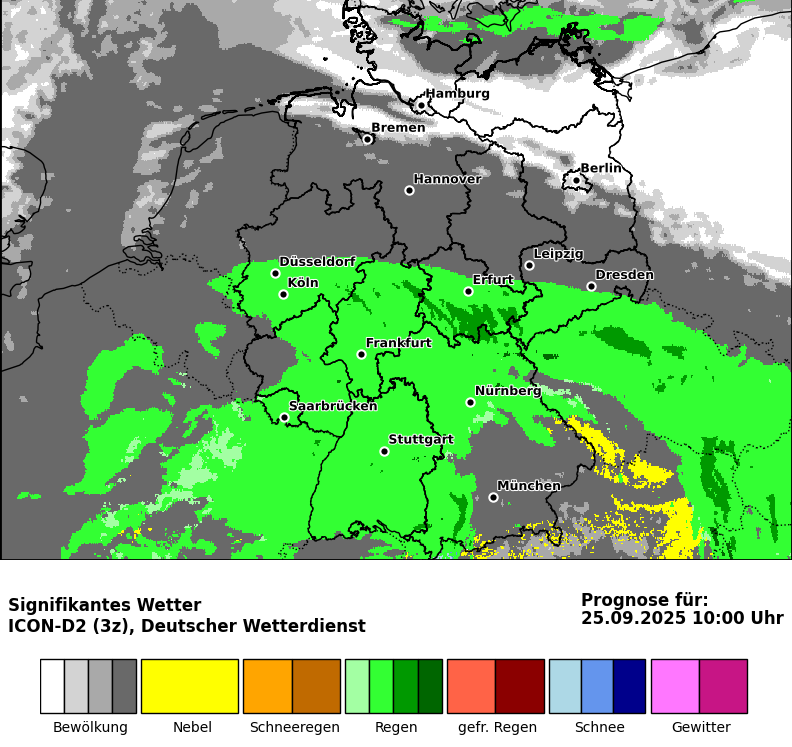 Hamburg
Bremen
Berlin
Hannover
Leipzig
Düsseldorf
Dresden
Köln
Erfurt
Frankfurt
Nürnberg
Saarbrücken
Stuttgart
München
Signifikantes Wetter
ICON-D2 (3z), Deutscher Wetterdienst
Prognose für:
25.09.2025 10:00 Uhr
Bewölkung Nebel Schneeregen Regen gefr. Regen Schnee Gewitter